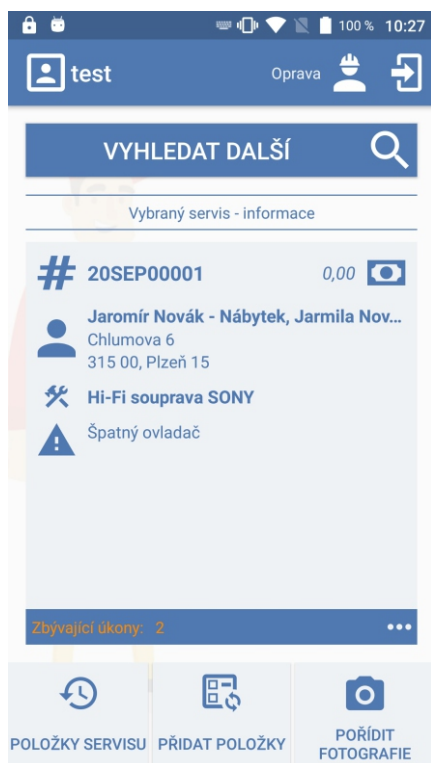 100 % 10:27
test
Oprava
VYHLEDAT DALŠÍ
Vybraný servis - informace
# 20SEP00001 0,00
Jaromír Novák - Nábytek, Jarmila Nov...
Chlumova 6
315 00, Plzeň 15
Hi-Fi souprava SONY
Špatný ovladač
Zbývající úkony: 2
POLOŽKY SERVISU
PŘIDAT POLOŽKY
POŘÍDIT
FOTOGRAFIE